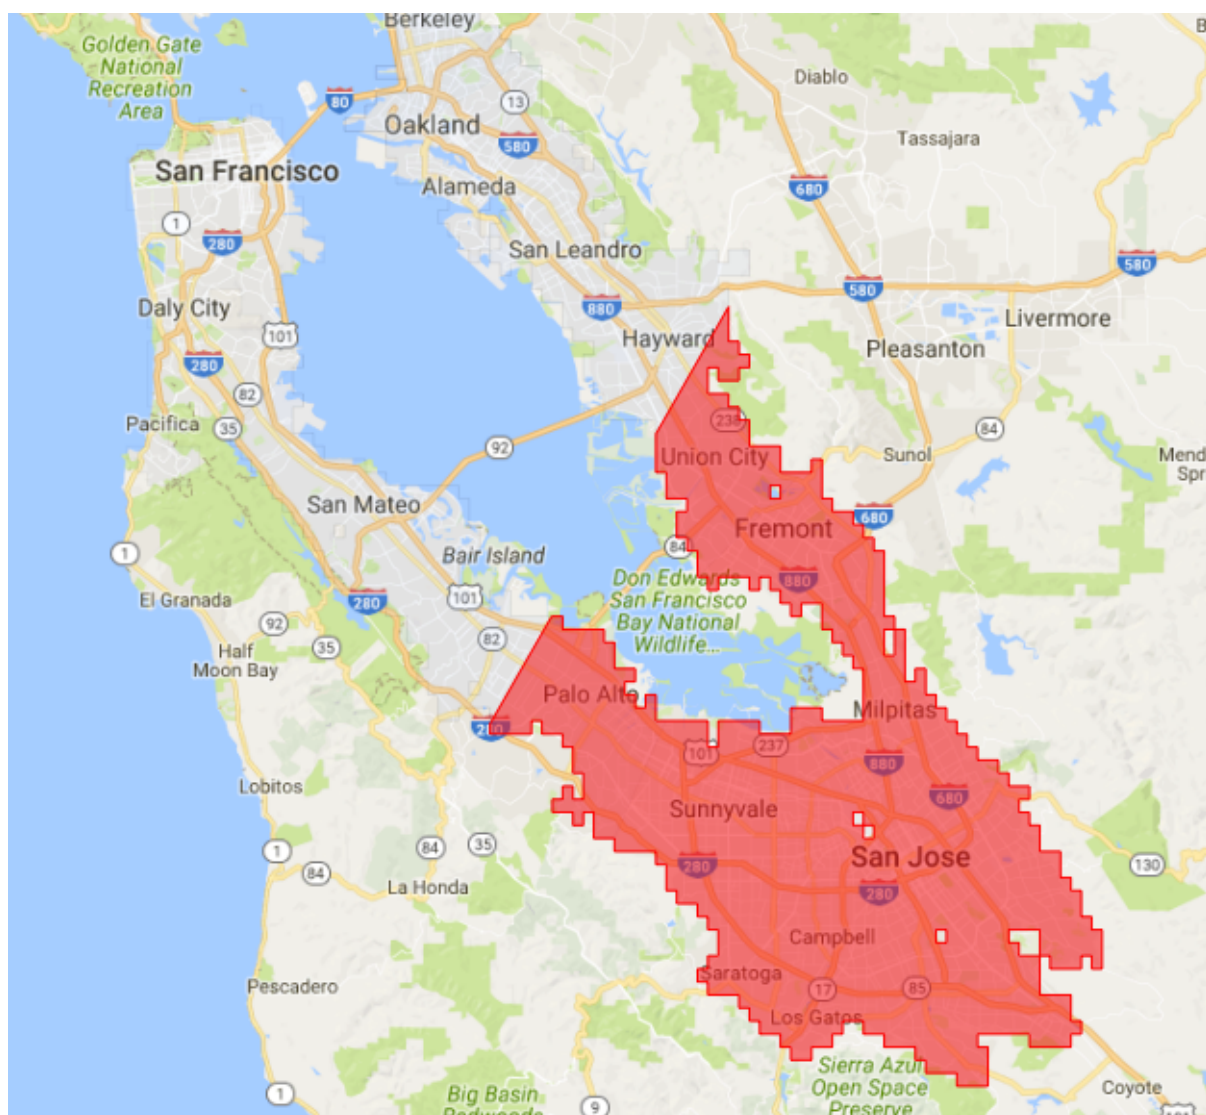 Berkeley
B
Golden Gate
National
Recreation
Area
80
13
Diablo
Oakland
580
Tassajara
San Francisco
Alameda
680
1
280
San Leandro
580
880
580
Daly City
Livermore
101
Hayward
Pleasanton
280
82
Pacifica
35
238
84
92
Union City
Sunol
Mend
Spr
San Mateo
Fremont
680
1
Bair Island
84
Don Edwards
San Francisco
Bay National
Wildlife...
880
El Granada
280
101
92
35
82
Half
Moon Bay
Palo Alto
Milpitas
280
101
237
880
Lobitos
Sunnyvale
680
1
84
35
San Jose
84
130
La Honda
280
280
Campbell
Saratoga
Pescadero
17
85
Los Gatos
Sierra Azul
Open Space
Preserve
Coyote
1
Big Basin
Redwoods
9
101